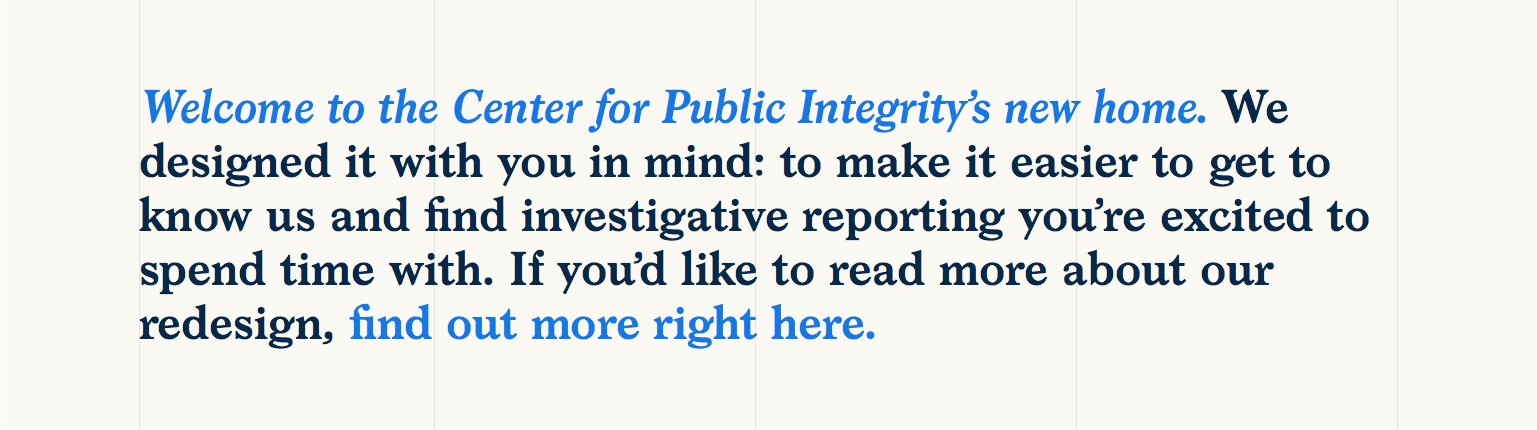 Welcome to the Center for Public Integrity’s new home. We
designed it with you in mind: to make it easier to get to
know us and find investigative reporting you’re excited to
spend time with. If you’d like to read more about our
redesign, find out more right here.